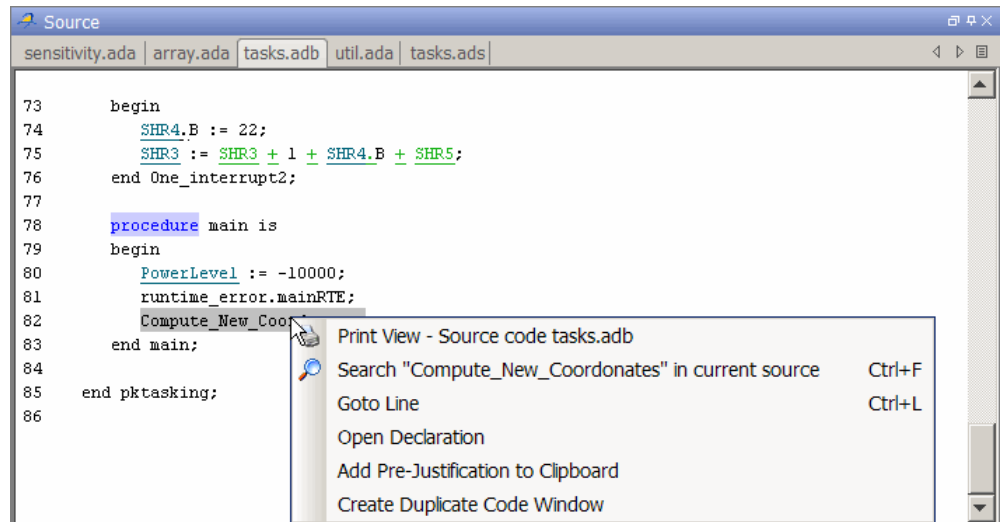 Source
sensitivity.ada array.ada tasks.adb util.ada tasks.ads
73 begin
74 SHR4.B := 22;
75 SHR3 := SHR3 + 1 + SHR4.B + SHR5;
76 end One_interrupt2;
77
78 procedure main is
79 begin
80 PowerLevel := -10000;
81 runtime_error.mainRTE;
82 Compute_New_Coor
83 end main;
84
85 end pktasking;
86
Print View - Source code tasks.adb
Search "Compute_New_Coordonates" in current source Ctrl+F
Goto Line Ctrl+L
Open Declaration
Add Pre-Justification to Clipboard
Create Duplicate Code Window